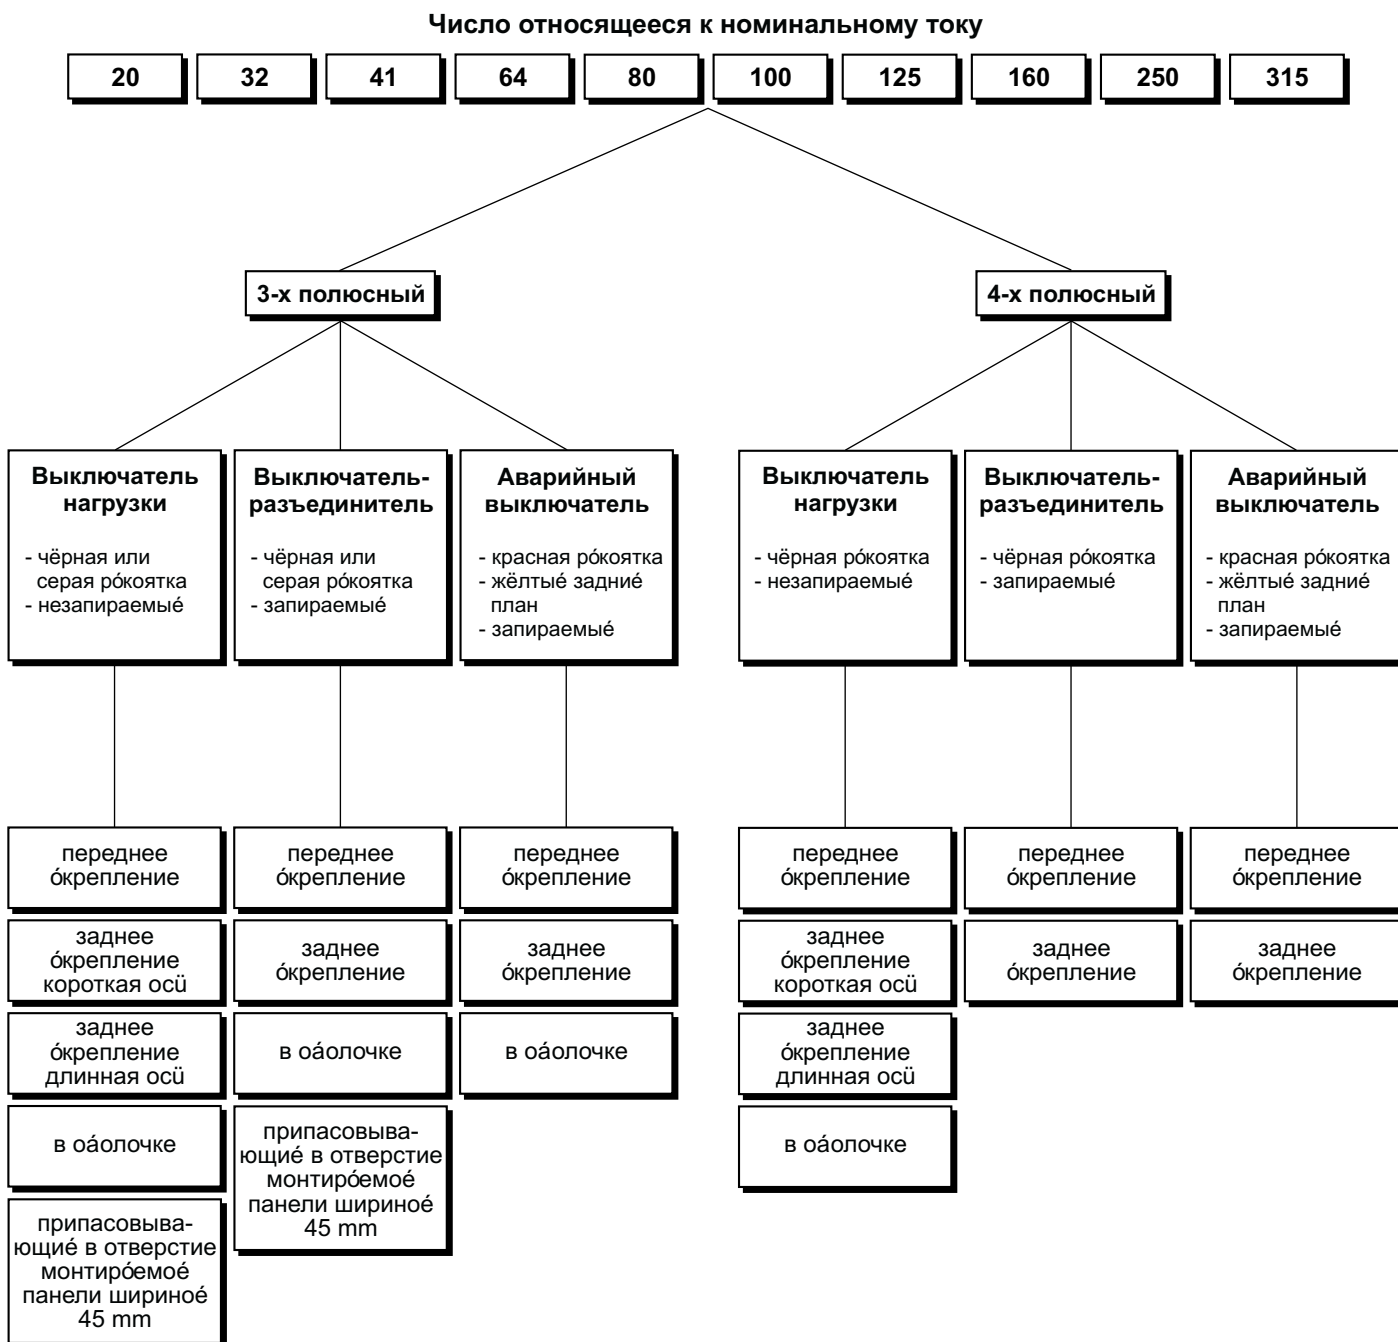 Число относящееся к номинальному току
20 32 41 64 80 100 125 160 250 315
3-х полюсный
4-х полюсный
Выключатель
нагрузки
- чёрная или
серая рóкоятка
- незапираемыé
Выключатель-
разъединитель
- чёрная или
серая рóкоятка
- запираемыé
Аварийный
выключатель
- красная рóкоятка
- жёлтыé задниé
план
- запираемыé
Выключатель
нагрузки
- чёрная рóкоятка
- незапираемыé
Выключатель-
разъединитель
- чёрная рóкоятка
- запираемыé
Аварийный
выключатель
- красная рóкоятка
- жёлтыé задниé
план
- запираемыé
переднее
óкрепление
заднее
óкрепление
короткая осü
заднее
óкрепление
длинная осü
в оáолочке
припасовыва-
ющиé в отверстие
монтирóемоé
панели шириноé
45 mm
переднее
óкрепление
заднее
óкрепление
в оáолочке
припасовыва-
ющиé в отверстие
монтирóемоé
панели шириноé
45 mm
переднее
óкрепление
заднее
óкрепление
в оáолочке
переднее
óкрепление
заднее
óкрепление
короткая осü
заднее
óкрепление
длинная осü
в оáолочке
переднее
óкрепление
заднее
óкрепление
переднее
óкрепление
заднее
óкрепление